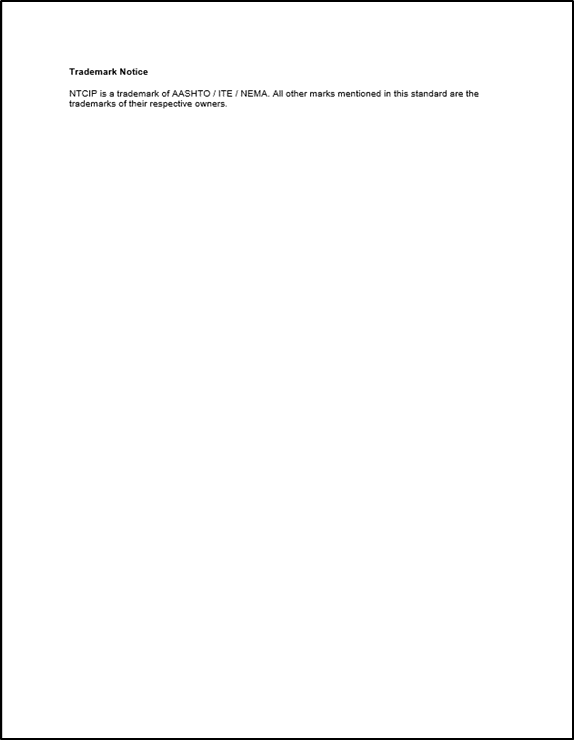 Trademark Notice
NTCIP is a trademark of AASHTO / ITE / NEMA. All other marks mentioned in this standard are the
trademarks of their respective owners.